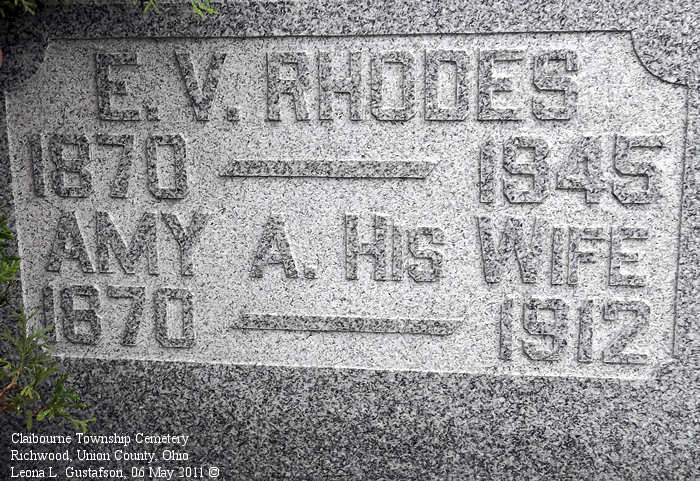 E. V. RHODES
1870 — 1945
AMY A. HIS WIFE
1870 — 1912
Claibourne Township Cemetery
Richwood, Union County, Ohio
Leona L. Gustafson, 06 May 2011 ©